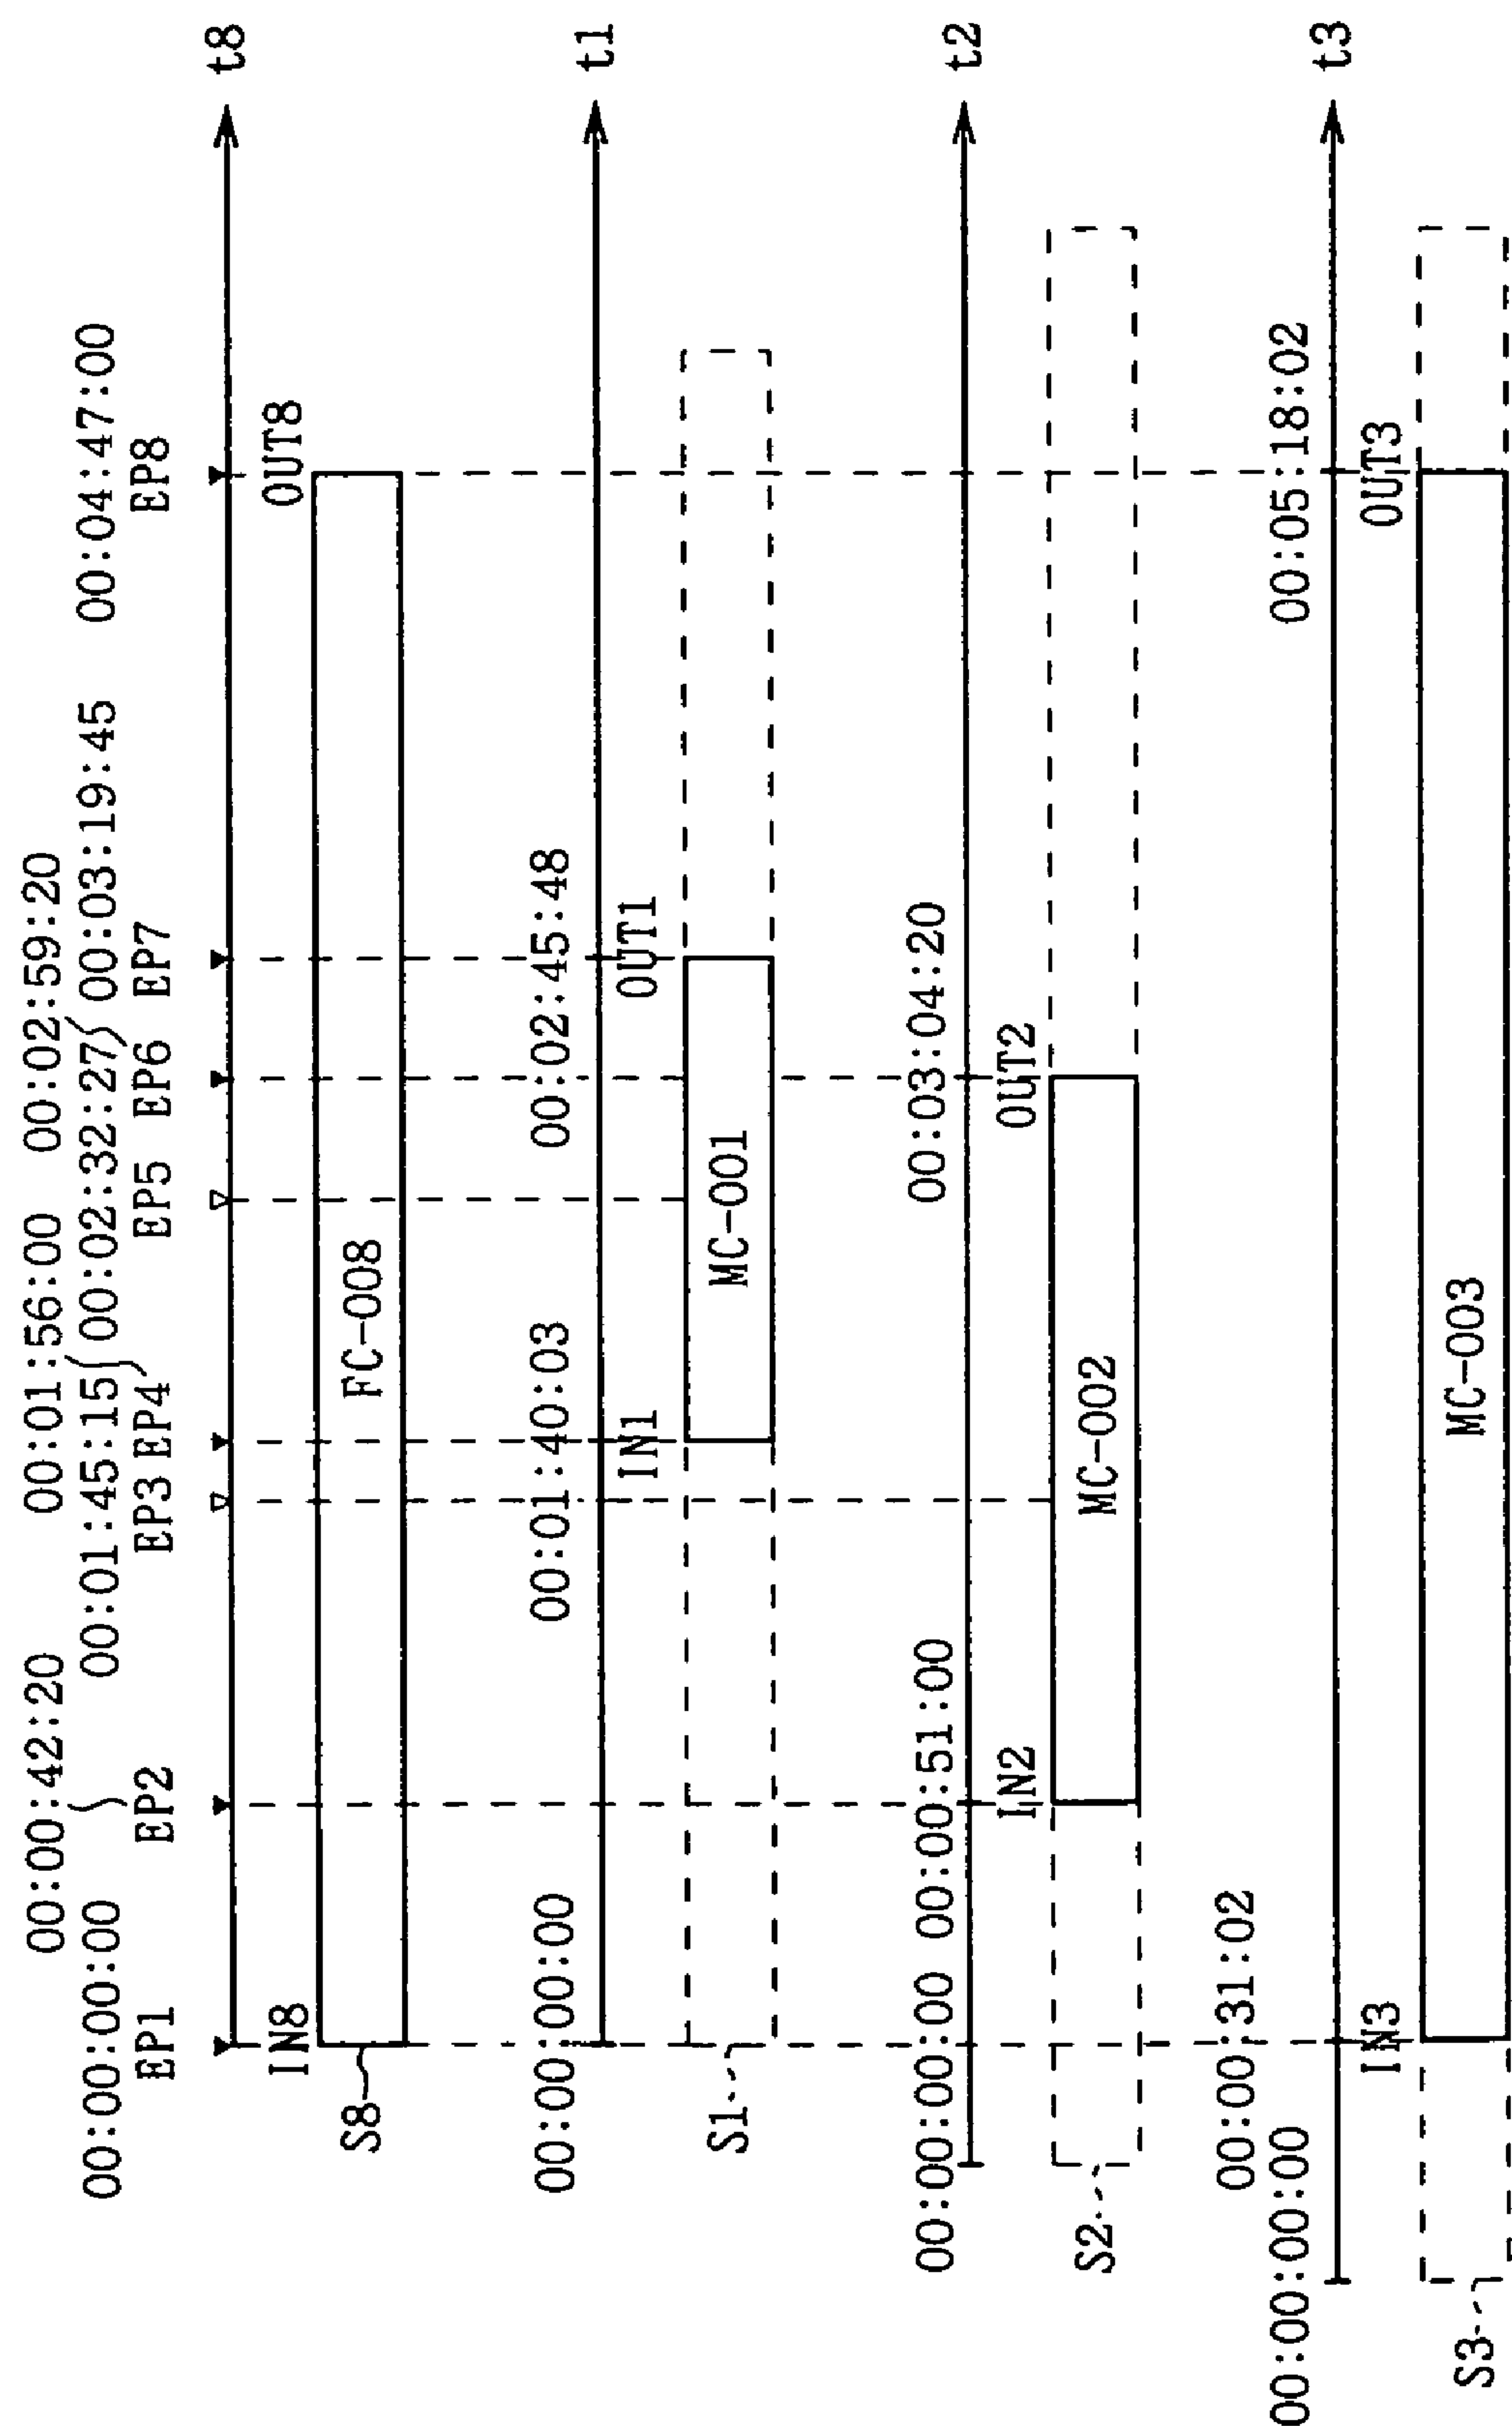 00:00:42:20 00:01:56:00 00:02:59:20
00:00:00:00 00:01:45:15 00:02:32:27 00:03:19:45 00:04:47:00
EP1 EP2 EP3 EP4 EP5 EP6 EP7 EP8
t8
IN8 OUT8
S8 FC-008
00:00:00:00 00:01:40:03 00:02:45:48
t1
IN1 OUT1
S1 MC-001
00:00:00:00 00:00:51:00 00:03:04:20
t2
IN2 OUT2
S2 MC-002
00:00:31:02
00:00:00:00 00:05:18:02
t3
IN3 OUT3
S3 MC-003